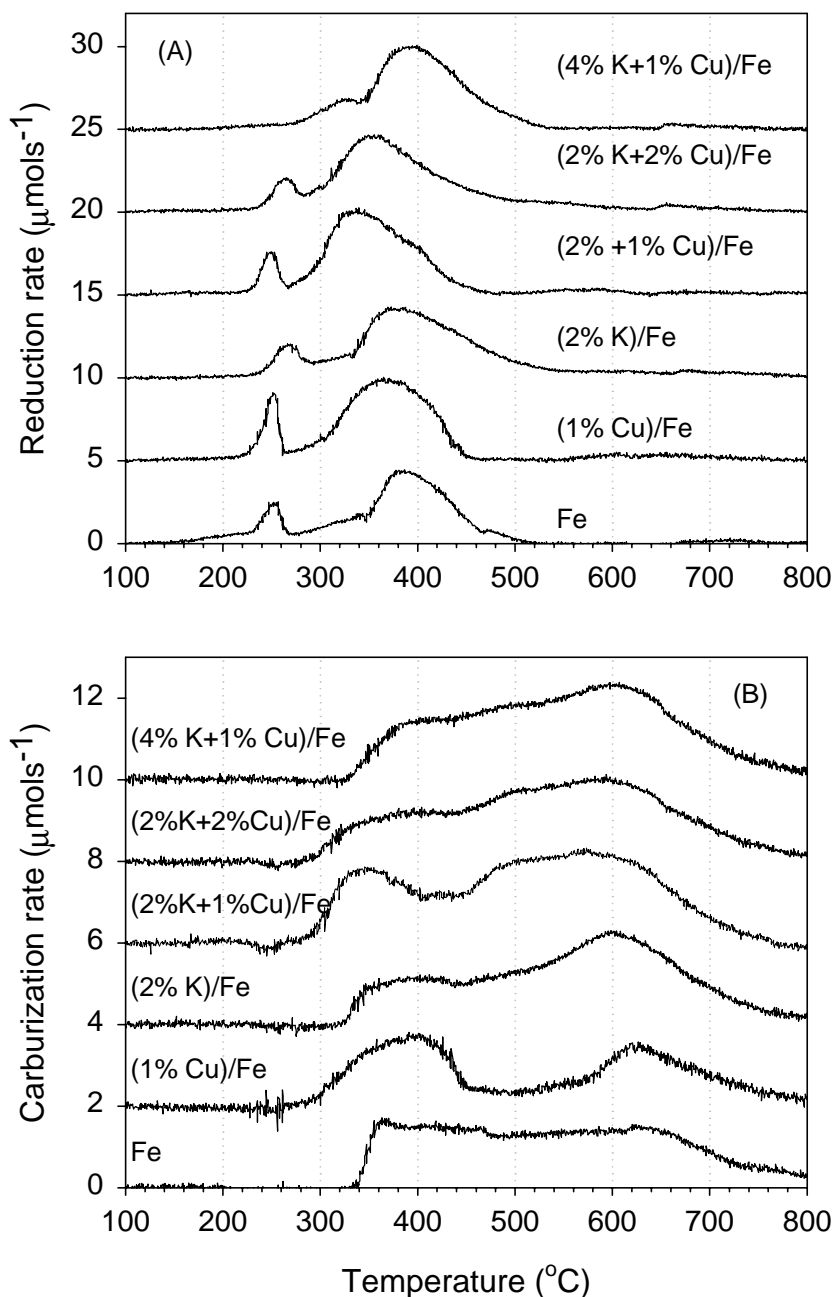 (A)
30
(4% K+1% Cu)/Fe
25
(2% K+2% Cu)/Fe
20
(2% +1% Cu)/Fe
15
(2% K)/Fe
10
(1% Cu)/Fe
5
Fe
0
100 200 300 400 500 600 700 800
Reduction rate (μmols-1)
(B)
12
(4% K+1% Cu)/Fe
10
(2%K+2%Cu)/Fe
8
(2%K+1%Cu)/Fe
6
(2% K)/Fe
4
(1% Cu)/Fe
2
Fe
0
100 200 300 400 500 600 700 800
Carburization rate (μmols-1)
Temperature (oC)